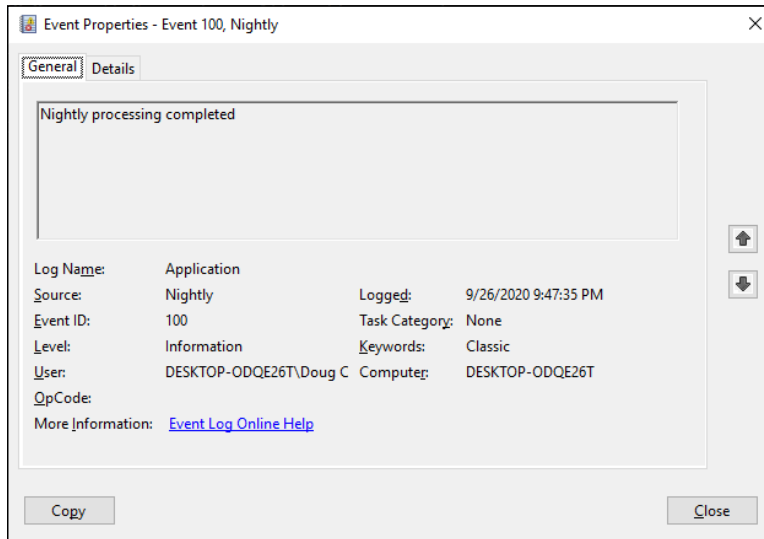 Event Properties - Event 100, Nightly
General Details
Nightly processing completed
Log Name: Application
Source: Nightly Logged: 9/26/2020 9:47:35 PM
Event ID: 100 Task Category: None
Level: Information Keywords: Classic
User: DESKTOP-ODQE26T\Doug C Computer: DESKTOP-ODQE26T
OpCode:
More Information: Event Log Online Help
Copy Close